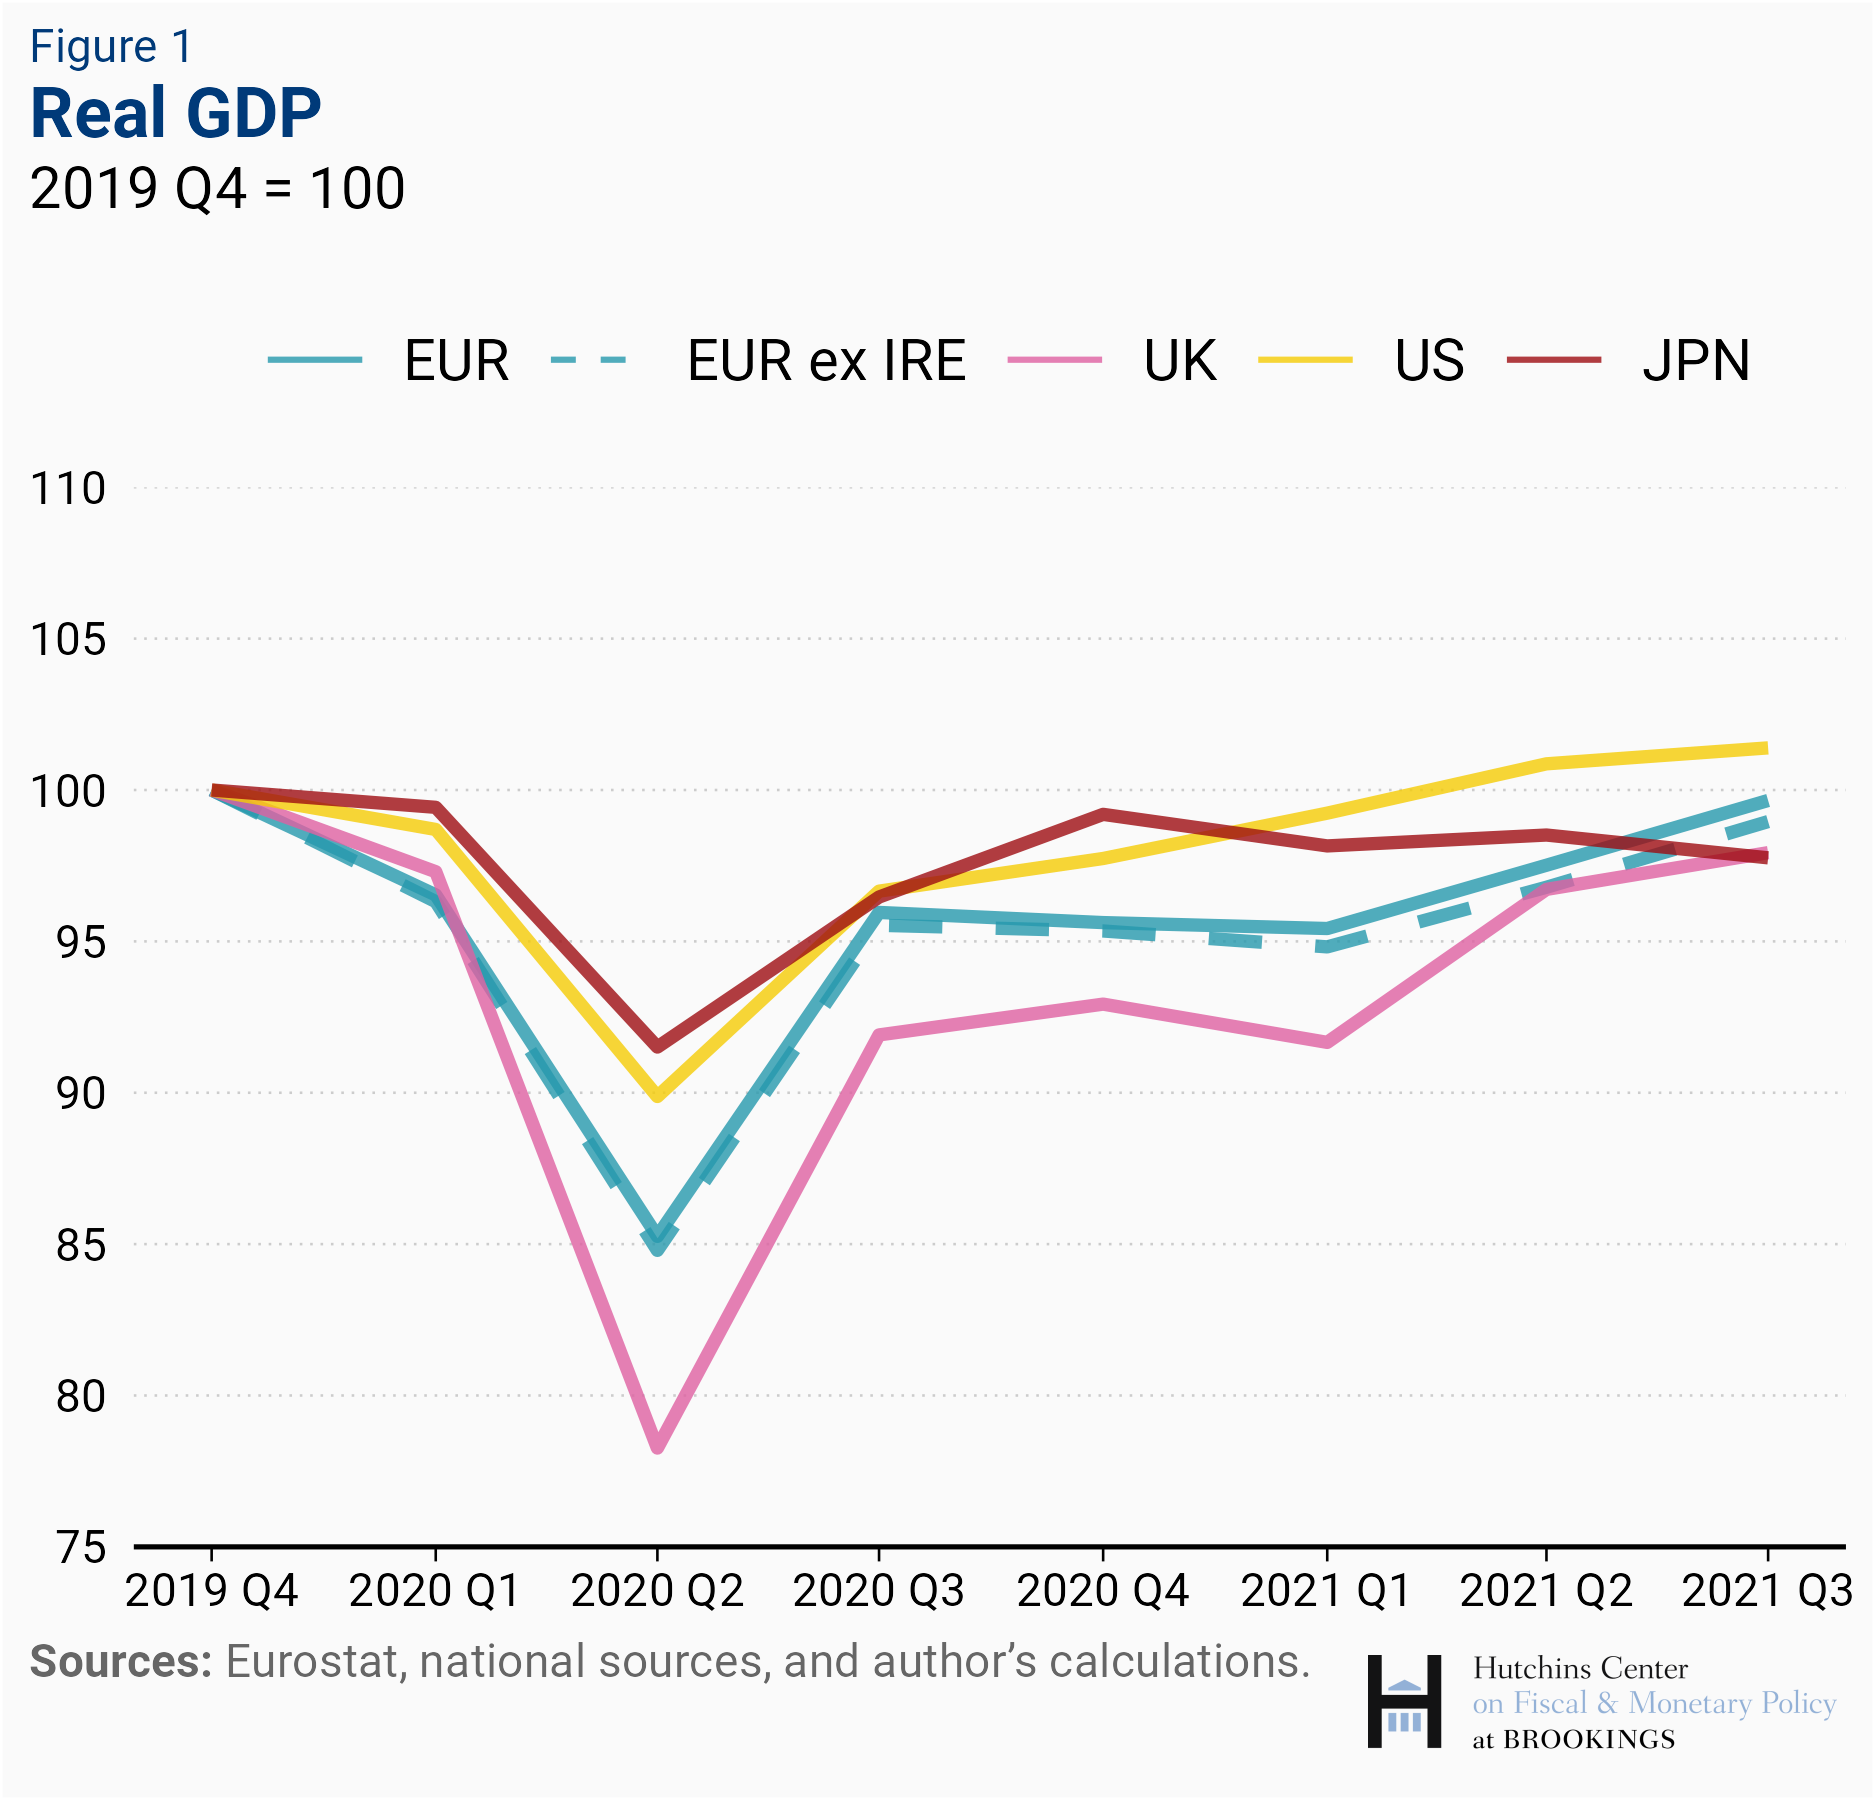 Figure 1
Real GDP
2019 Q4 = 100
EUR EUR ex IRE UK US JPN
110
105
100
95
90
85
80
75
2019 Q4 2020 Q1 2020 Q2 2020 Q3 2020 Q4 2021 Q1 2021 Q2 2021 Q3
Sources: Eurostat, national sources, and author’s calculations.
Hutchins Center
on Fiscal & Monetary Policy
at BROOKINGS